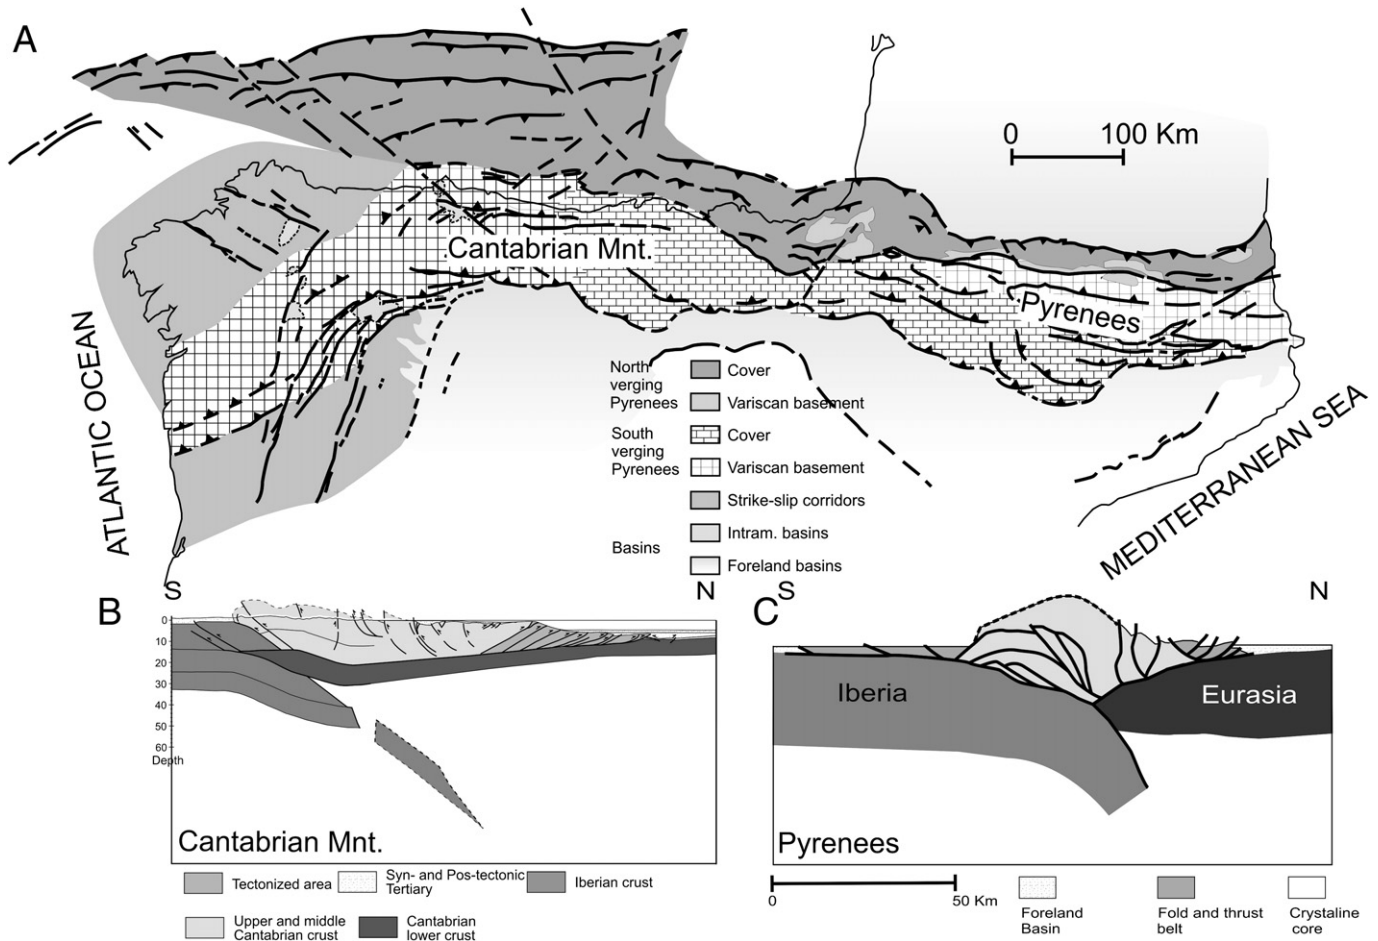 A
0 100 Km
Cantabrian Mnt.
Pyrenees
ATLANTIC OCEAN
MEDITERRANEAN SEA
North
verging
Pyrenees
Cover
Variscan basement
South
verging
Pyrenees
Cover
Variscan basement
Strike-slip corridors
Basins
Intram. basins
Foreland basins
B
S N
0
10
20
30
40
50
60
Depth
Cantabrian Mnt.
Tectonized area
Syn- and Pos-tectonic
Tertiary
Iberian crust
Upper and middle
Cantabrian crust
Cantabrian
lower crust
C
S N
Iberia
Eurasia
Pyrenees
0 50 Km
Foreland
Basin
Fold and thrust
belt
Crystaline
core